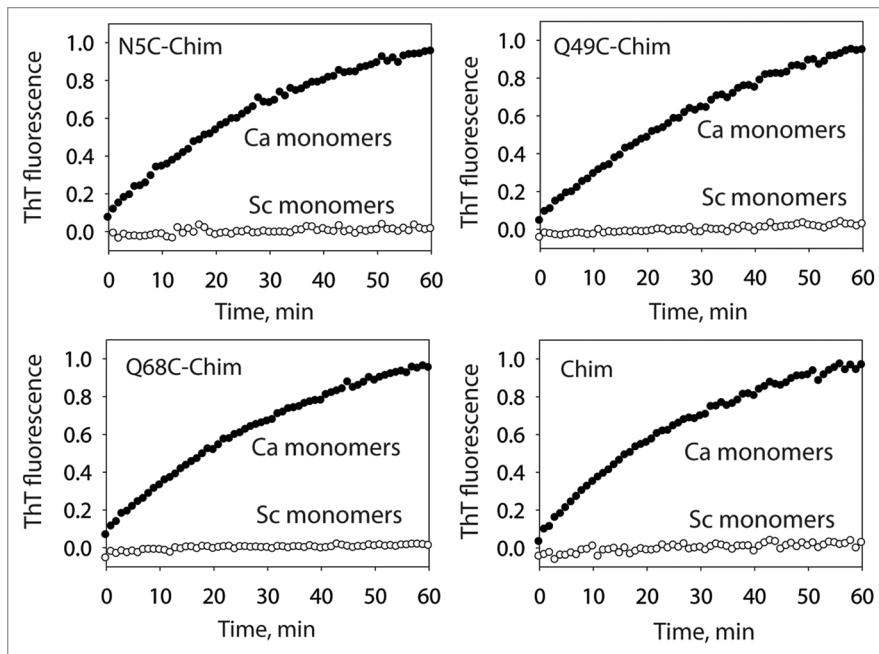 N5C-Chim
ThT fluorescence
1.0
0.8
0.6
0.4
0.2
0.0
Ca monomers
Sc monomers
0 10 20 30 40 50 60
Time, min
Q49C-Chim
ThT fluorescence
1.0
0.8
0.6
0.4
0.2
0.0
Ca monomers
Sc monomers
0 10 20 30 40 50 60
Time, min
Q68C-Chim
ThT fluorescence
1.0
0.8
0.6
0.4
0.2
0.0
Ca monomers
Sc monomers
0 10 20 30 40 50 60
Time, min
Chim
ThT fluorescence
1.0
0.8
0.6
0.4
0.2
0.0
Ca monomers
Sc monomers
0 10 20 30 40 50 60
Time, min